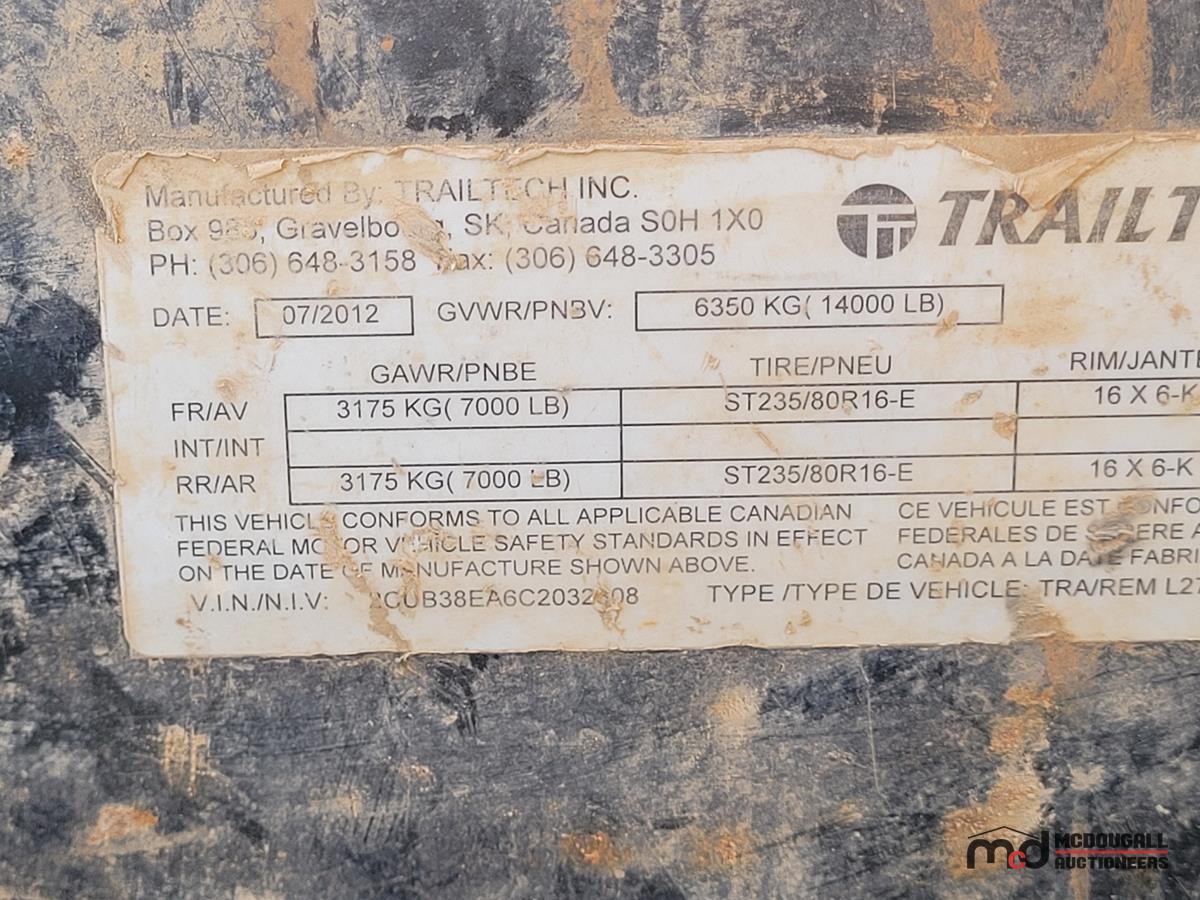 Manufactured By: TRAILTECH INC.
Canada S0H 1X0
PH: (306) 648-3158 Fax: (306) 648-3305
TRAILT
DATE: 07/2012 GVWR/PNBV: 6350 KG( 14000 LB)
GAWR/PNBE TIRE/PNEU RIM/JANTE
FR/AV 3175 KG( 7000 LB) ST235/80R16-E 16 X 6-K
INT/INT
RR/AR 3175 KG( 7000 LB) ST235/80R16-E 16 X 6-K
THIS VEHICLE CONFORMS TO ALL APPLICABLE CANADIAN
FEDERAL MOTOR VEHICLE SAFETY STANDARDS IN EFFECT
ON THE DATE OF MANUFACTURE SHOWN ABOVE.
CE VEHICULE EST CONFO
FEDERALES DE A
CANADA A LA DATE FABRI
V.I.N./N.I.V: TYPE /TYPE DE VEHICLE: TRA/REM L27
mcd MCDOUGALL
AUCTIONEERS